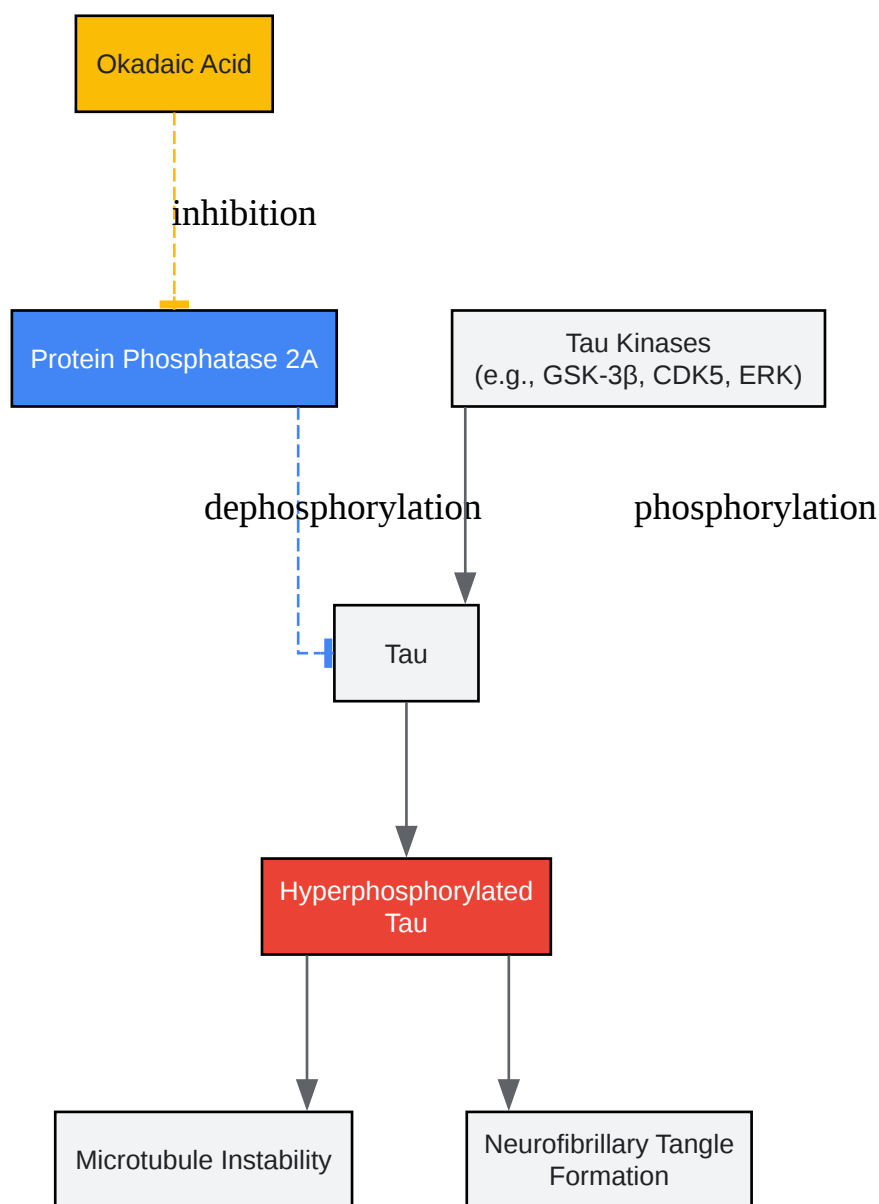 Okadaic Acid
inhibition
Protein Phosphatase 2A
Tau Kinases
(e.g., GSK-3β, CDK5, ERK)
dephosphorylation
phosphorylation
Tau
Hyperphosphorylated
Tau
Microtubule Instability
Neurofibrillary Tangle
Formation